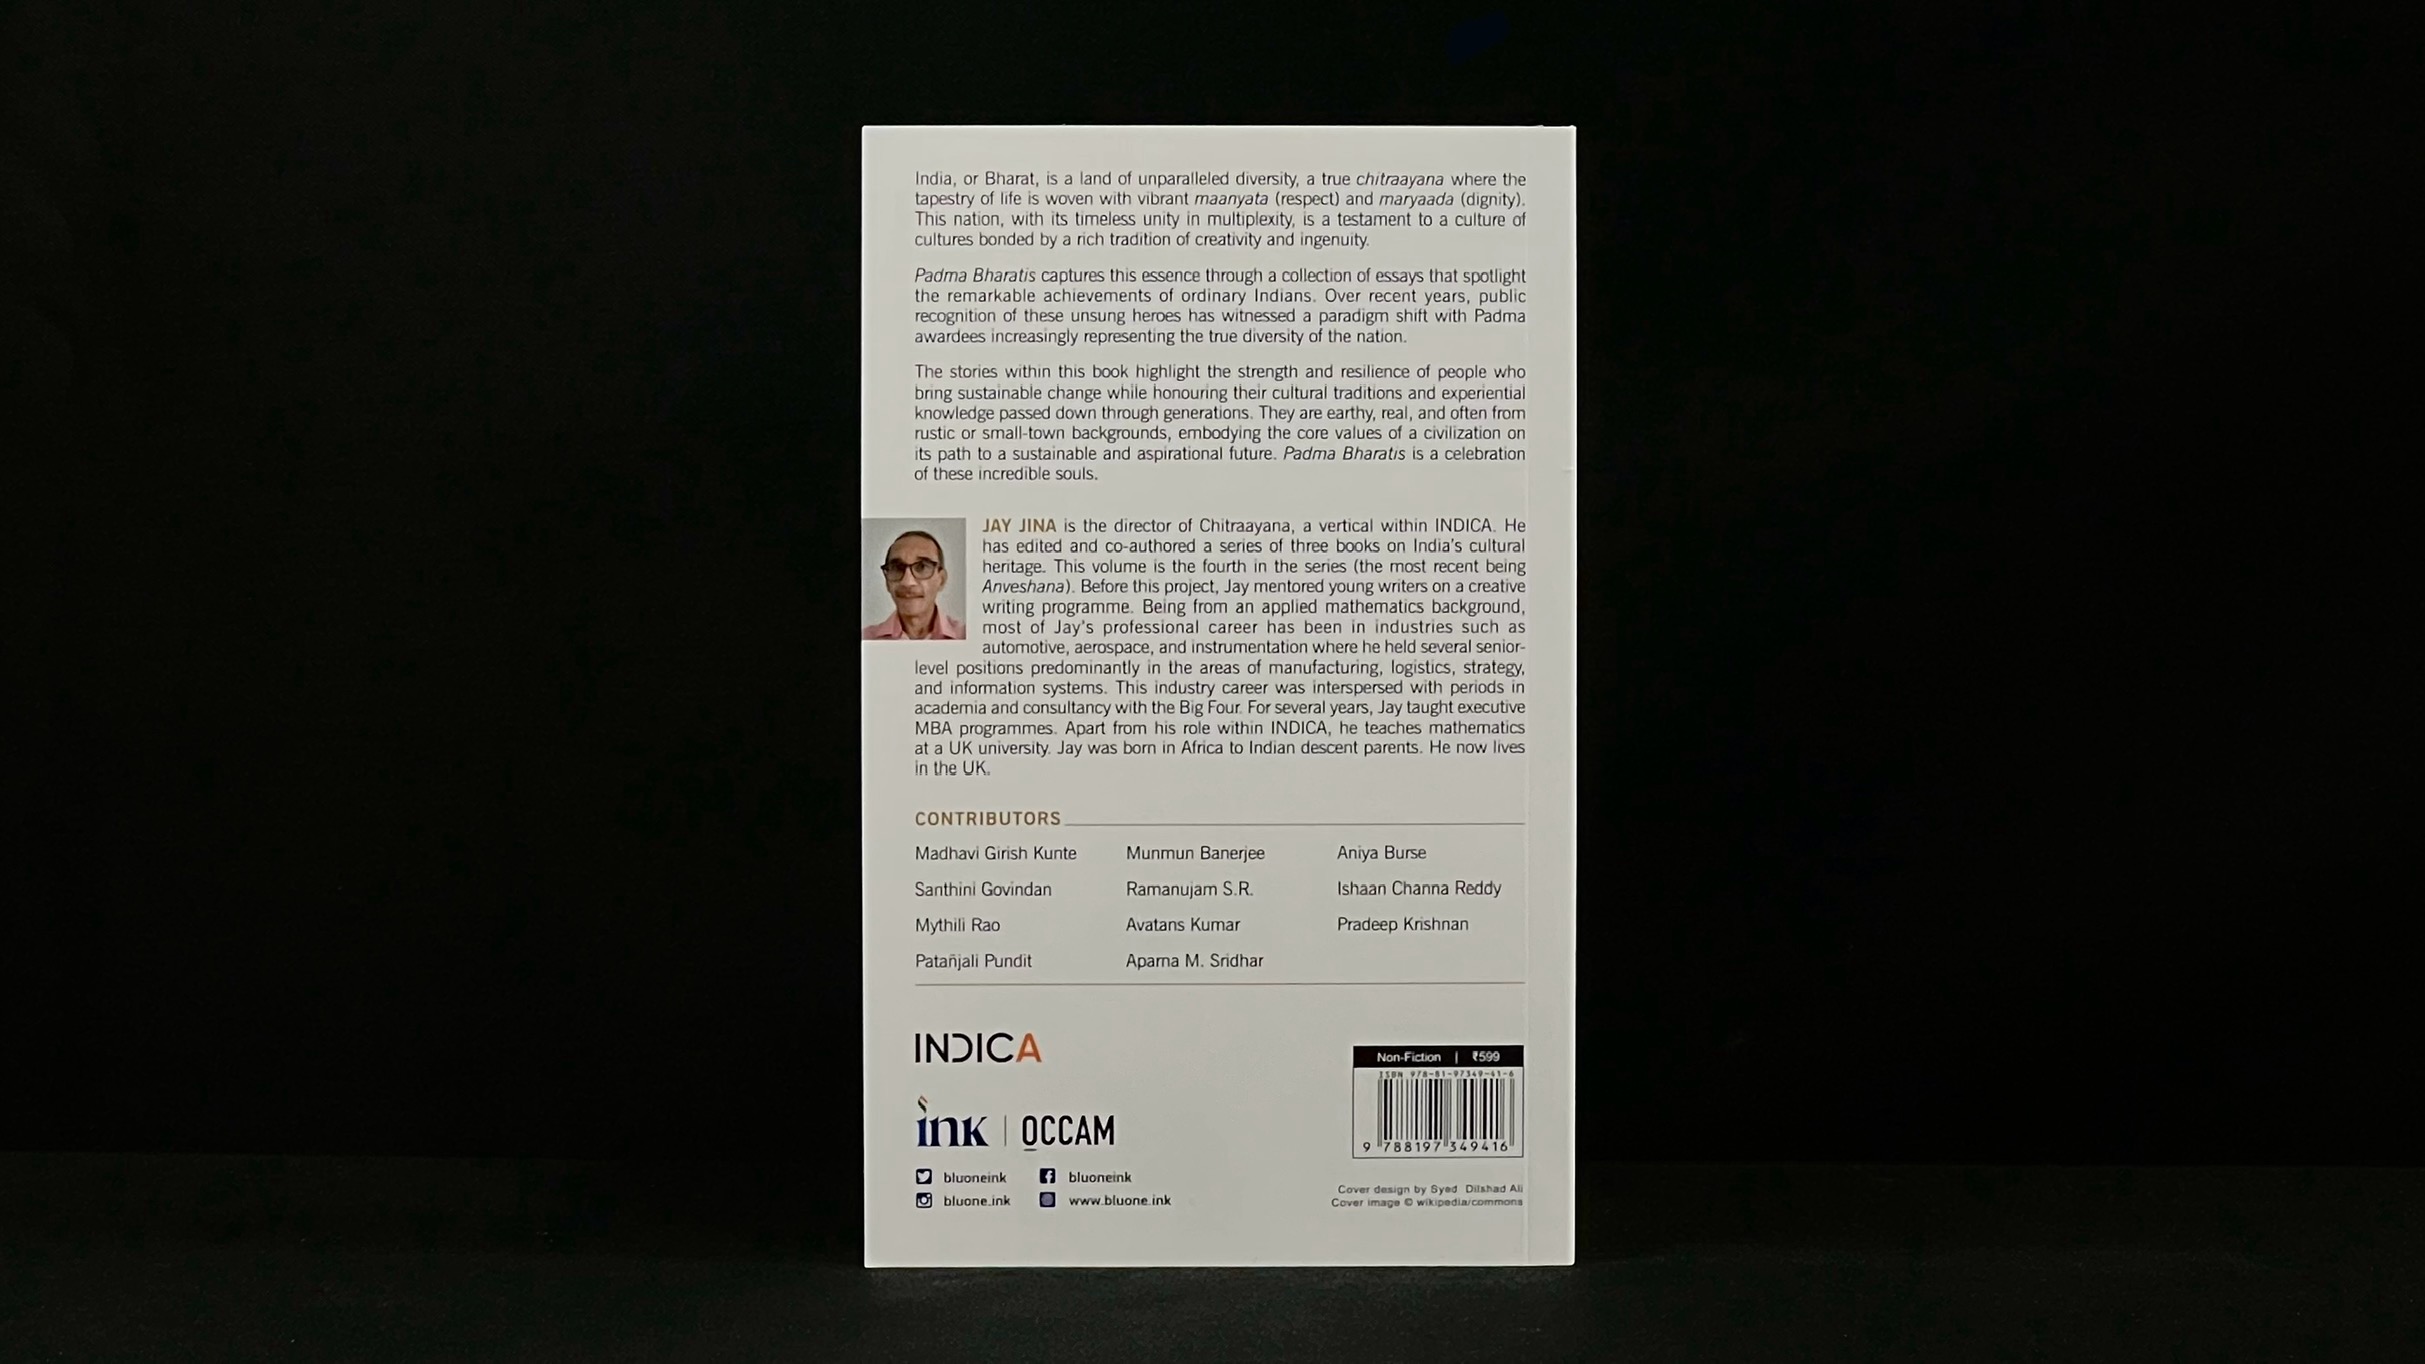 India, or Bharat, is a land of unparalleled diversity, a true chitraayana where the
tapestry of life is woven with vibrant maanyata (respect) and maryaada (dignity).
This nation, with its timeless unity in multiplexity, is a testament to a culture of
cultures bonded by a rich tradition of creativity and ingenuity.
Padma Bharatis captures this essence through a collection of essays that spotlight
the remarkable achievements of ordinary Indians. Over recent years, public
recognition of these unsung heroes has witnessed a paradigm shift with Padma
awardees increasingly representing the true diversity of the nation.
The stories within this book highlight the strength and resilience of people who
bring sustainable change while honouring their cultural traditions and experiential
knowledge passed down through generations. They are earthy, real, and often from
rustic or small-town backgrounds, embodying the core values of a civilization on
its path to a sustainable and aspirational future. Padma Bharatis is a celebration
of these incredible souls.
JAY JINA is the director of Chitraayana, a vertical within INDICA. He
has edited and co-authored a series of three books on India's cultural
heritage. This volume is the fourth in the series (the most recent being
Anveshana). Before this project, Jay mentored young writers on a creative
writing programme. Being from an applied mathematics background,
most of Jay's professional career has been in industries such as
automotive, aerospace, and instrumentation where he held several senior-
level positions predominantly in the areas of manufacturing, logistics, strategy,
and information systems. This industry career was interspersed with periods in
academia and consultancy with the Big Four. For several years, Jay taught executive
MBA programmes. Apart from his role within INDICA, he teaches mathematics
at a UK university. Jay was born in Africa to Indian descent parents. He now lives
in the UK.
CONTRIBUTORS
Madhavi Girish Kunte Munmun Banerjee Aniya Burse
Santhini Govindan Ramanujam S.R. Ishaan Channa Reddy
Mythili Rao Avatans Kumar Pradeep Krishnan
Patañjali Pundit Aparna M. Sridhar
INDICA
Non-Fiction | ₹599
ISBN 978-81-97349-41-6
9 788197 349416
ink | OCCAM
bluoneink bluoneink
bluone.ink www.bluone.ink
Cover design by Syed Dilshad Ali
Cover image © wikipedia/commons